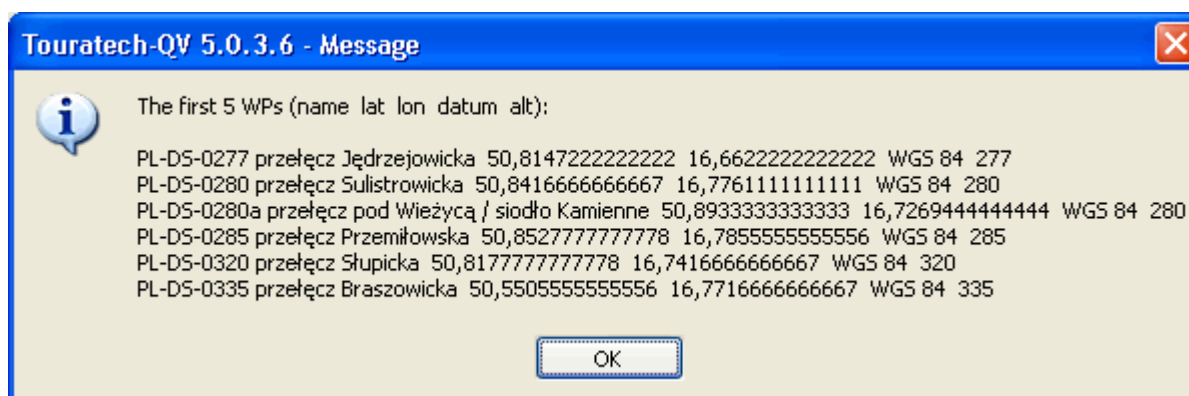 Touratech-QV 5.0.3.6 - Message
The first 5 WPs (name lat lon datum alt):
PL-DS-0277 przełęcz Jędrzejowicka 50,8147222222222 16,6622222222222 WGS 84 277
PL-DS-0280 przełęcz Sulistrowicka 50,8416666666667 16,7761111111111 WGS 84 280
PL-DS-0280a przełęcz pod Wieżycą / siodło Kamienne 50,8933333333333 16,7269444444444 WGS 84 280
PL-DS-0285 przełęcz Przemiłowska 50,8527777777778 16,7855555555556 WGS 84 285
PL-DS-0320 przełęcz Słupicka 50,8177777777778 16,7416666666667 WGS 84 320
PL-DS-0335 przełęcz Braszowicka 50,5505555555556 16,7716666666667 WGS 84 335
OK